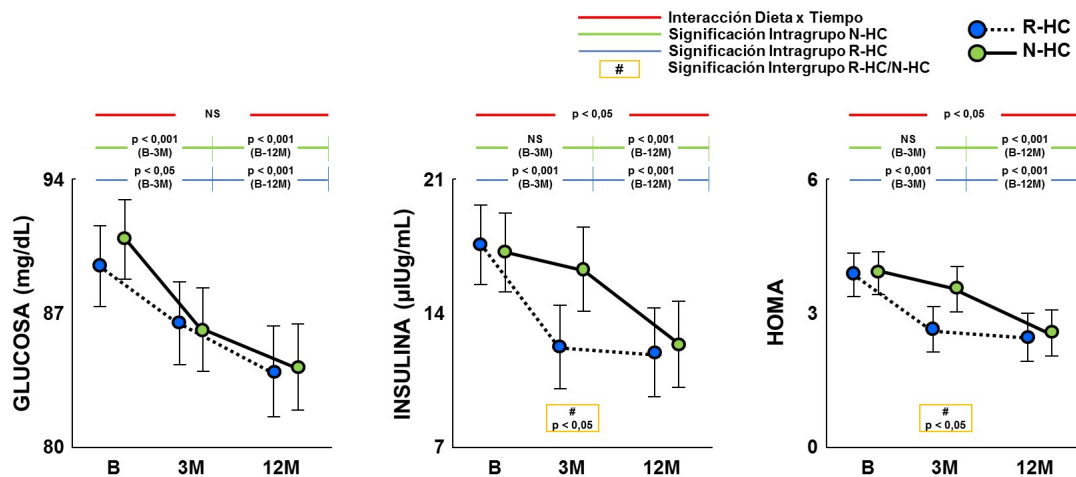 Interacción Dieta x Tiempo
Significación Intragrupo N-HC
Significación Intragrupo R-HC
# Significación Intergrupo R-HC/N-HC
R-HC
N-HC
NS
p < 0,001
(B-3M)
p < 0,001
(B-12M)
p < 0,05
(B-3M)
p < 0,001
(B-12M)
94
87
80
GLUCOSA (mg/dL)
B 3M 12M
p < 0,05
NS
(B-3M)
p < 0,001
(B-12M)
p < 0,001
(B-3M)
p < 0,001
(B-12M)
21
14
7
INSULINA (µIUg/mL)
#
p < 0,05
B 3M 12M
p < 0,05
NS
(B-3M)
p < 0,001
(B-12M)
p < 0,001
(B-3M)
p < 0,001
(B-12M)
6
3
0
HOMA
#
p < 0,05
B 3M 12M